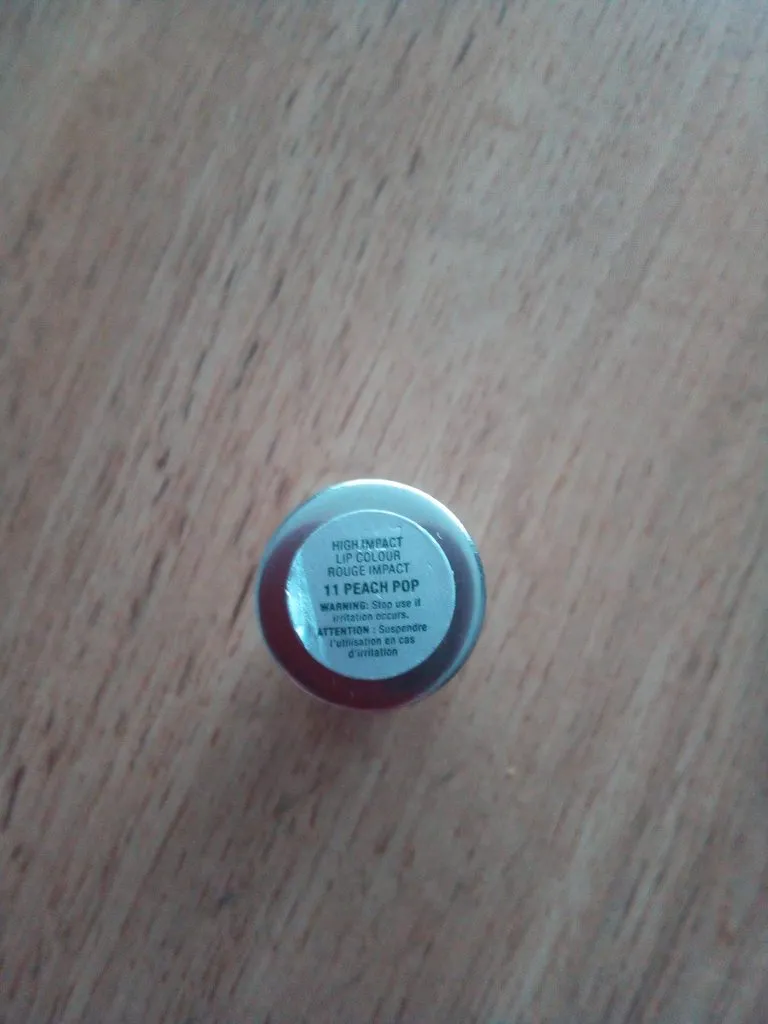 HIGH IMPACT
LIP COLOUR
ROUGE IMPACT
11 PEACH POP
WARNING: Stop use if
irritation occurs.
ATTENTION : Suspendre
l'utilisation en cas
d'irritation